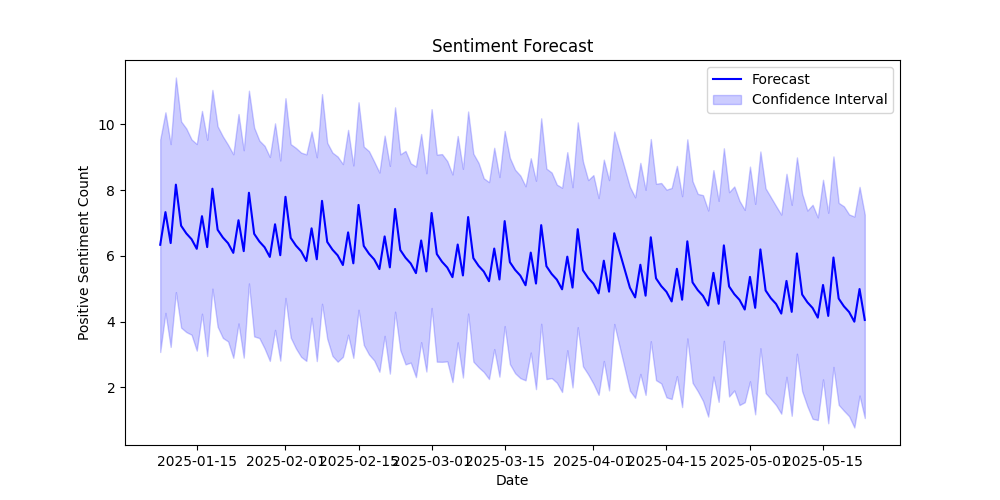 Sentiment Forecast
Forecast
Confidence Interval
Positive Sentiment Count
10
8
6
4
2
2025-01-15
2025-02-01
2025-02-15
2025-03-01
2025-03-15
2025-04-01
2025-04-15
2025-05-01
2025-05-15
Date